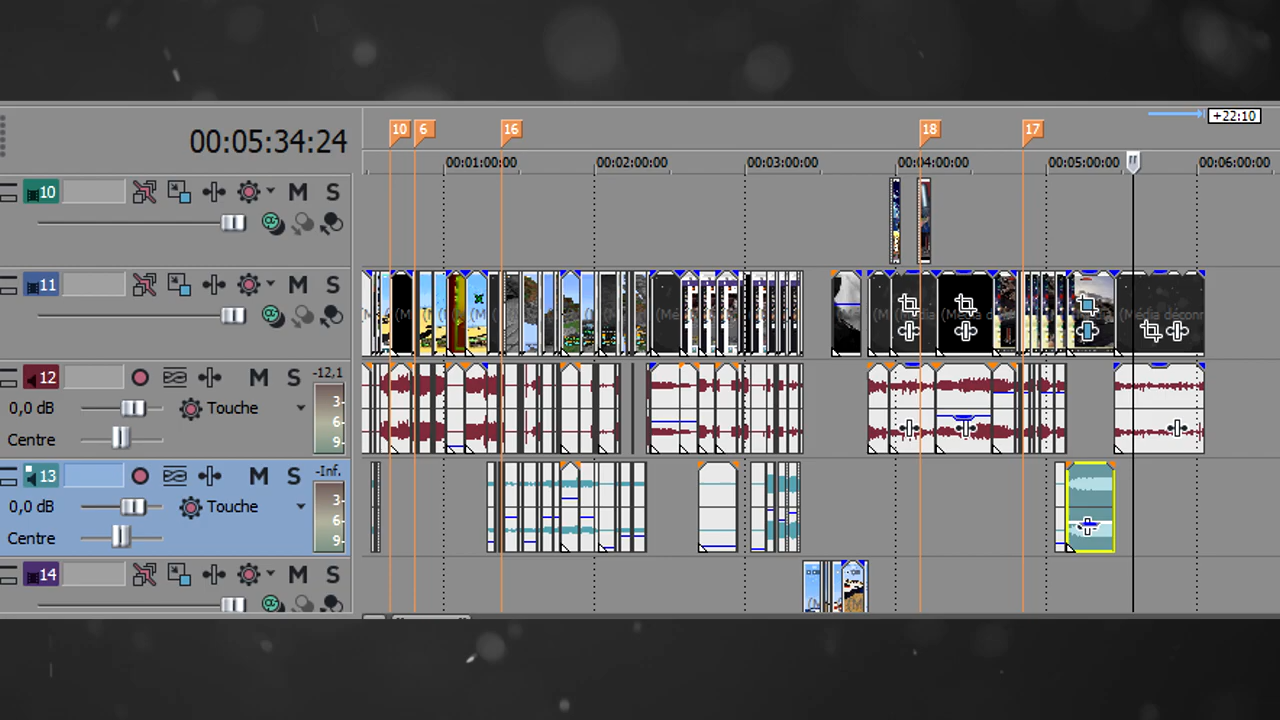 +22:10
00:05:34:24
10 6 16 18 17
00:01:00:00 00:02:00:00 00:03:00:00 00:04:00:00 00:05:00:00 00:06:00:00
10 M S
11
(M (M (Média déconn
12 M S -12,1
0,0 dB Touche 3-
6-
Centre 9-
13 M S -Inf.
0,0 dB Touche 3-
6-
Centre 9-
14 M S